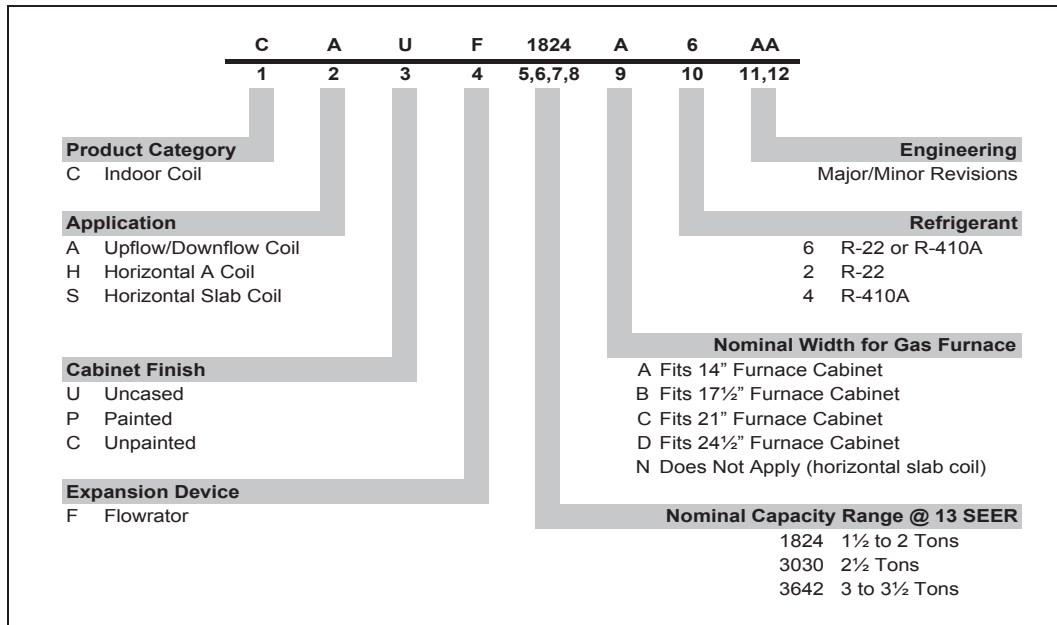 C A U F 1824 A 6 AA
1 2 3 4 5,6,7,8 9 10 11,12
Product Category
C Indoor Coil
Application
A Upflow/Downflow Coil
H Horizontal A Coil
S Horizontal Slab Coil
Cabinet Finish
U Uncased
P Painted
C Unpainted
Expansion Device
F Flowrator
Engineering
Major/Minor Revisions
Refrigerant
6 R-22 or R-410A
2 R-22
4 R-410A
Nominal Width for Gas Furnace
A Fits 14” Furnace Cabinet
B Fits 17½” Furnace Cabinet
C Fits 21” Furnace Cabinet
D Fits 24½” Furnace Cabinet
N Does Not Apply (horizontal slab coil)
Nominal Capacity Range @ 13 SEER
1824 1½ to 2 Tons
3030 2½ Tons
3642 3 to 3½ Tons